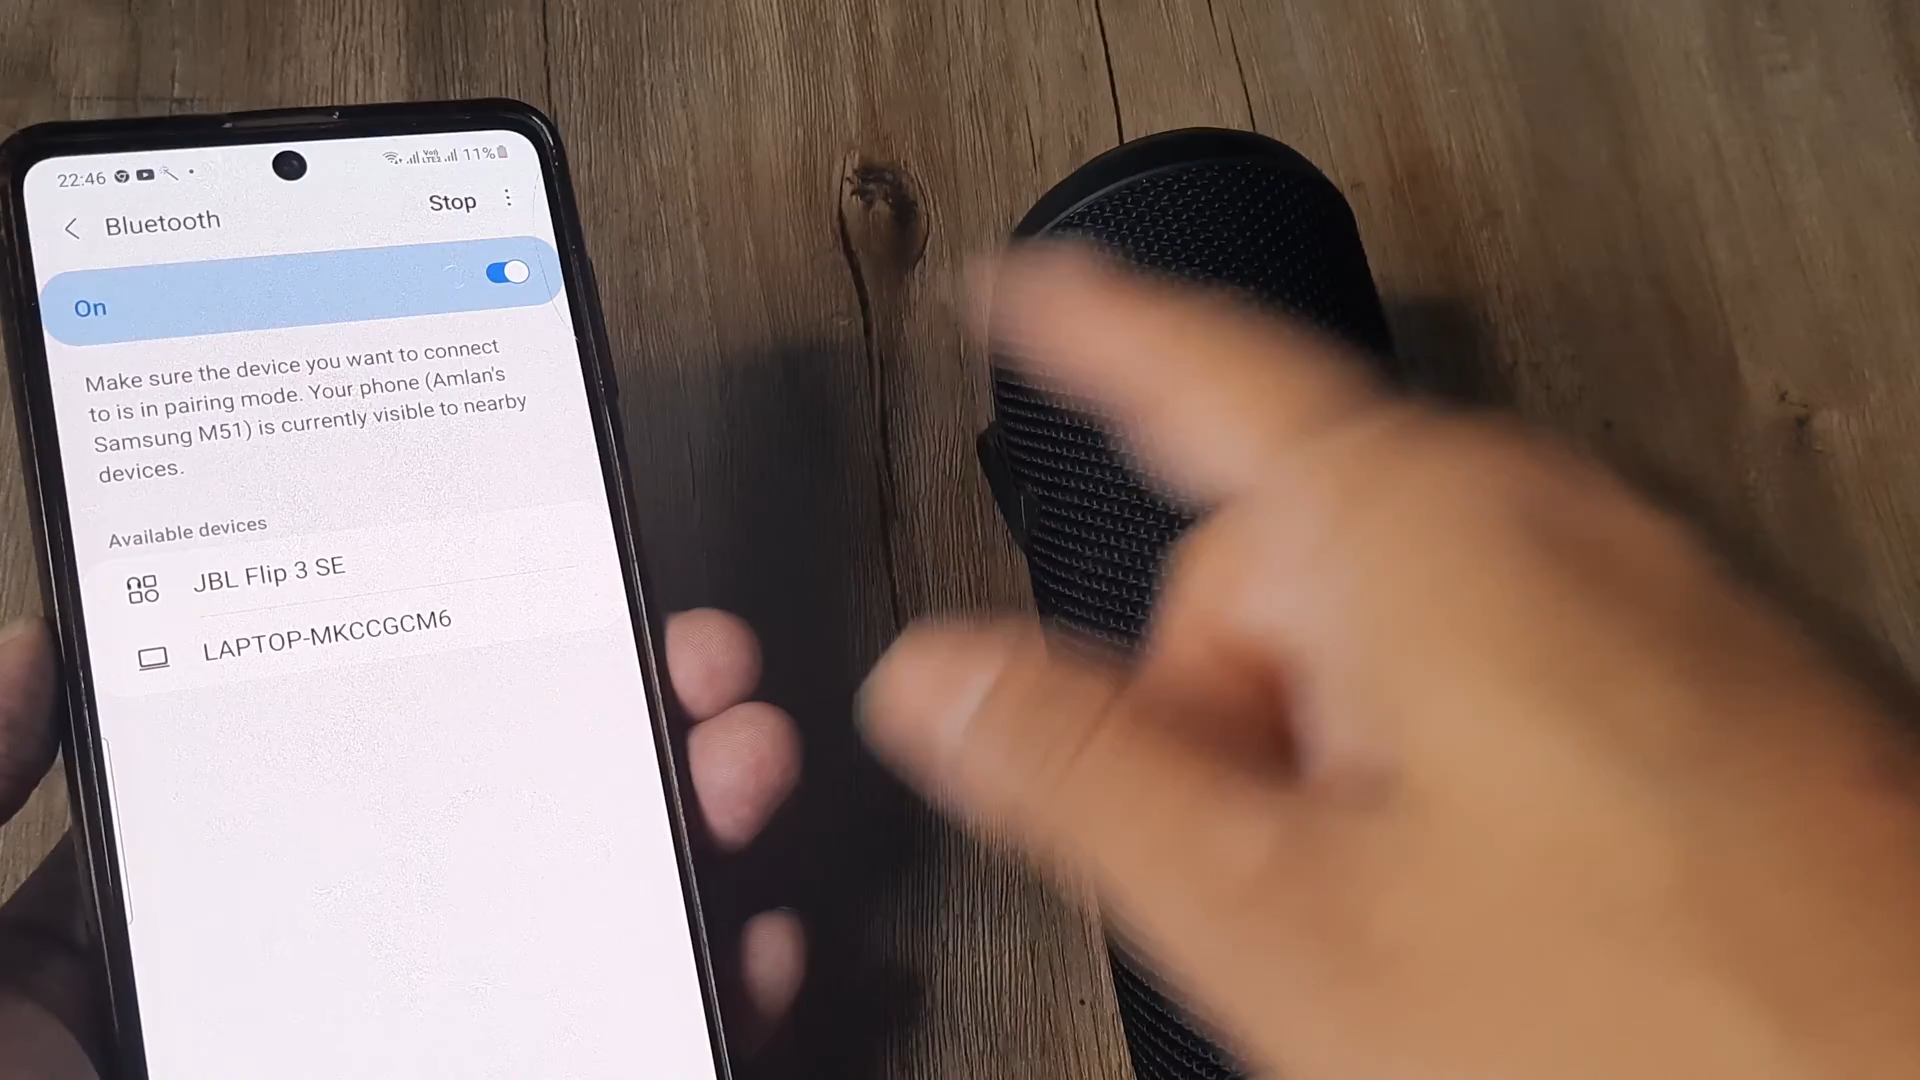 22:46 11%
Bluetooth
Stop
On
Make sure the device you want to connect
to is in pairing mode. Your phone (Amlan's
Samsung M51) is currently visible to nearby
devices.
Available devices
JBL Flip 3 SE
LAPTOP-MKCCGCM6